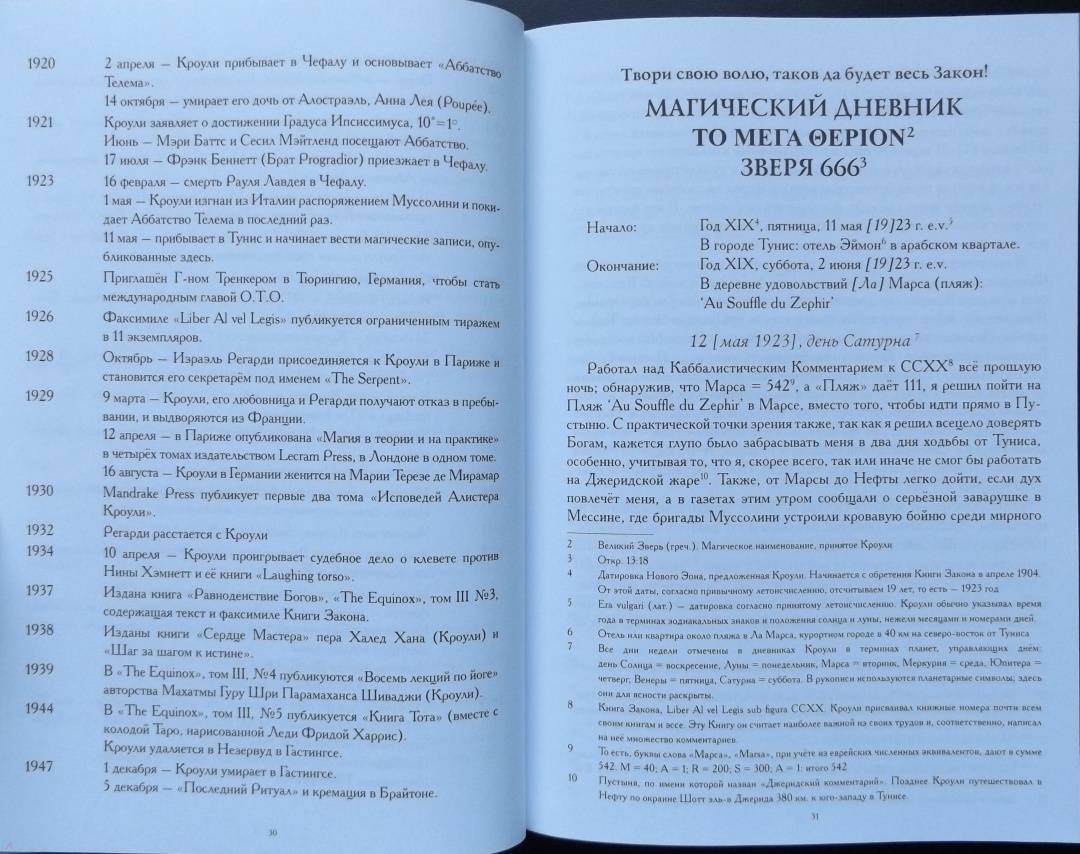 1920 2 апреля — Кроули прибывает в Чефалу и основывает «Аббатство
Телема».
14 октября — умирает его дочь от Алостраэль, Анна Лея (Poupée).
1921 Кроули заявляет о достижении Градуса Ипсиссимуса, 10°=1□.
Июнь — Мэри Баттс и Сесил Мэйтленд посещают Аббатство.
17 июля — Фрэнк Беннетт (Брат Progradior) приезжает в Чефалу.
1923 16 февраля — смерть Рауля Лавдея в Чефалу.
1 мая — Кроули изгнан из Италии распоряжением Муссолини и поки-
дает Аббатство Телема в последний раз.
11 мая — прибывает в Тунис и начинает вести магические записи, опу-
бликованные здесь.
1925 Приглашён Г-ном Тренкером в Тюрингию, Германия, чтобы стать
международным главой О.Т.О.
1926 Факсимиле «Liber Al vel Legis» публикуется ограниченным тиражем
в 11 экземпляров.
1928 Октябрь — Израэль Регарди присоединяется к Кроули в Париже и
становится его секретарём под именем «The Serpent».
1929 9 марта — Кроули, его любовница и Регарди получают отказ в пребы-
вании, и выдворяются из Франции.
12 апреля — в Париже опубликована «Магия в теории и на практике»
в четырёх томах издательством Lecram Press, в Лондоне в одном томе.
16 августа — Кроули в Германии женится на Марии Терезе де Мирамар
1930 Mandrake Press публикует первые два тома «Исповедей Алистера
Кроули».
1932 Регарди расстается с Кроули
1934 10 апреля — Кроули проигрывает судебное дело о клевете против
Нины Хэмнетт и её книги «Laughing torso».
1937 Издана книга «Равноденствие Богов», «The Equinox», том III №3,
содержащая текст и факсимиле Книги Закона.
1938 Изданы книги «Сердце Мастера» пера Халед Хана (Кроули) и
«Шаг за шагом к истине».
1939 В «The Equinox», том III, №4 публикуются «Восемь лекций по йоге»
авторства Махатмы Гуру Шри Парамаханса Шиваджи (Кроули).
1944 В «The Equinox», том III, №5 публикуется «Книга Тота» (вместе с
колодой Таро, нарисованной Леди Фридой Харрис).
Кроули удаляется в Незервуд в Гастингсе.
1947 1 декабря — Кроули умирает в Гастингсе.
5 декабря — «Последний Ритуал» и кремация в Брайтоне.
30
Твори свою волю, таков да будет весь Закон!
МАГИЧЕСКИЙ ДНЕВНИК
ТО МЕГА ΘΕΡΙΟΝ2
ЗВЕРЯ 6663
Начало: Год XIX4, пятница, 11 мая [19]23 г. e.v.5
В городе Тунис: отель Эймон6 в арабском квартале.
Окончание: Год XIX, суббота, 2 июня [19]23 г. e.v.
В деревне удовольствий [Ла] Марса (пляж):
‘Au Souffle du Zephir’
12 [мая 1923], день Сатурна7
Работал над Каббалистическим Комментарием к CCXX8 всё прошлую
ночь; обнаружив, что Марса = 5429, а «Пляж» даёт 111, я решил пойти на
Пляж ‘Au Souffle du Zephir’ в Марсе, вместо того, чтобы идти прямо в Пу-
стыню. С практической точки зрения также, так как я решил всецело доверять
Богам, кажется глупо было забрасывать меня в два дня ходьбы от Туниса,
особенно, учитывая то, что я, скорее всего, так или иначе не смог бы работать
на Джеридской жаре10. Также, от Марсы до Нефты легко дойти, если дух
повлечёт меня, а в газетах этим утром сообщали о серьёзной заварушке в
Мессине, где бригады Муссолини устроили кровавую бойню среди мирного
2 Великий Зверь (греч.). Магическое наименование, принятое Кроули
3 Откр. 13:18
4 Датировка Нового Эона, предложенная Кроули. Начинается с обретения Книги Закона в апреле 1904.
От этой даты, согласно привычному летоисчислению, отсчитываем 19 лет, то есть — 1923 год
5 Era vulgari (лат.) — датировка согласно принятому летоисчислению. Кроули обычно указывал время
года в терминах зодиакальных знаков и положения солнца и луны, нежели месяцами и номерами дней.
6 Отель или квартира около пляжа в Ла Марса, курортном городе в 40 км на северо-восток от Туниса
7 Все дни недели отмечены в дневниках Кроули в терминах планет, управляющих днём:
день Солнца = воскресение, Луны = понедельник, Марса = вторник, Меркурия = среда, Юпитера =
четверг, Венеры = пятница, Сатурна = суббота. В рукописи используются планетарные символы; здесь
они для ясности раскрыты.
8 Книга Закона, Liber Al vel Legis sub figura CCXX. Кроули присваивал книжные номера почти всем
своим книгам и эссе. Эту Книгу он считает наиболее важной из своих трудов и, соответственно, написал
на неё множество комментариев.
9 То есть, буквы слова «Марса», «Marsa», при учёте из еврейских численных эквивалентов, дают в сумме
542. M = 40; A = 1; R = 200; S = 300; A = 1: итого 542
10 Пустыня, по имени которой назван «Джеридский комментарий». Позднее Кроули путешествовал в
Нефту по окраине Шотт эль-в Джерида 380 км. к юго-западу в Тунисе.
31